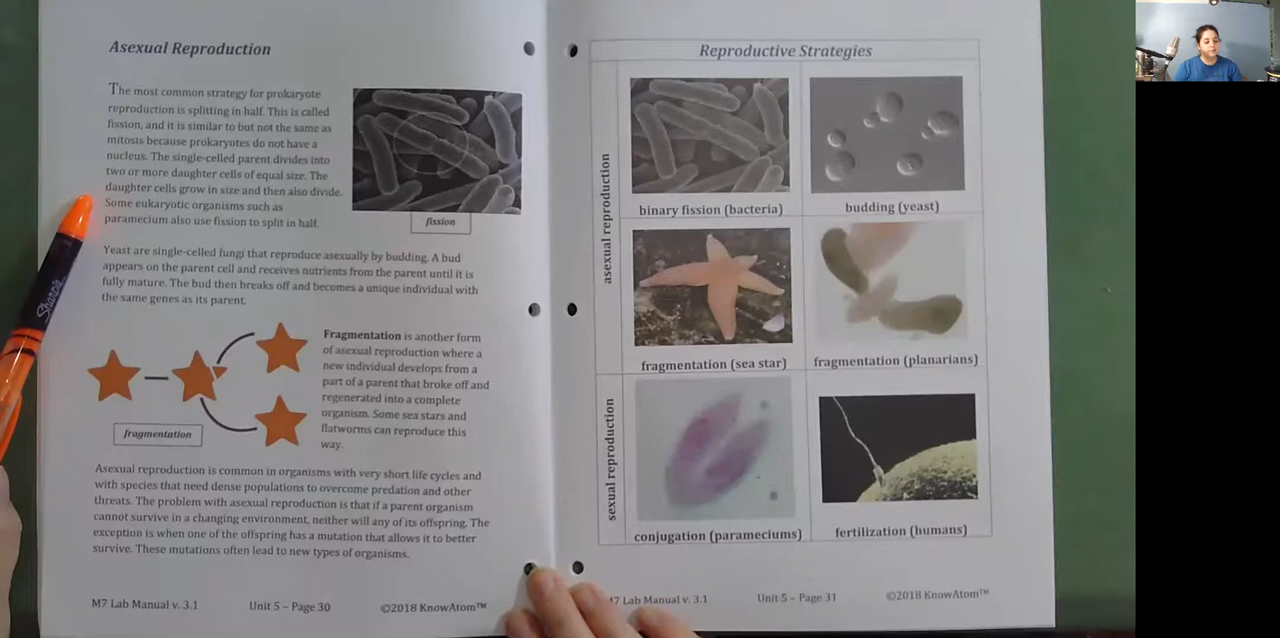 Asexual Reproduction
The most common strategy for prokaryote
reproduction is splitting in half. This is called
fission, and it is similar to but not the same as
mitosis because prokaryotes do not have a
nucleus. The single-celled parent divides into
two or more daughter cells of equal size. The
daughter cells grow in size and then also divide.
Some eukaryotic organisms such as
paramecium also use fission to split in half.
fission
Yeast are single-celled fungi that reproduce asexually by budding. A bud
appears on the parent cell and receives nutrients from the parent until it is
fully mature. The bud then breaks off and becomes a unique individual with
the same genes as its parent.
Fragmentation is another form
of asexual reproduction where a
new individual develops from a
part of a parent that broke off and
regenerated into a complete
organism. Some sea stars and
flatworms can reproduce this
way.
fragmentation
Asexual reproduction is common in organisms with very short life cycles and
with species that need dense populations to overcome predation and other
threats. The problem with asexual reproduction is that if a parent organism
cannot survive in a changing environment, neither will any of its offspring. The
exception is when one of the offspring has a mutation that allows it to better
survive. These mutations often lead to new types of organisms.
M7 Lab Manual v. 3.1 Unit 5 – Page 30 ©2018 KnowAtom™
Sharpie
Reproductive Strategies
asexual reproduction
binary fission (bacteria) budding (yeast)
fragmentation (sea star) fragmentation (planarians)
sexual reproduction
conjugation (parameciums) fertilization (humans)
M7 Lab Manual v. 3.1 Unit 5 – Page 31 ©2018 KnowAtom™